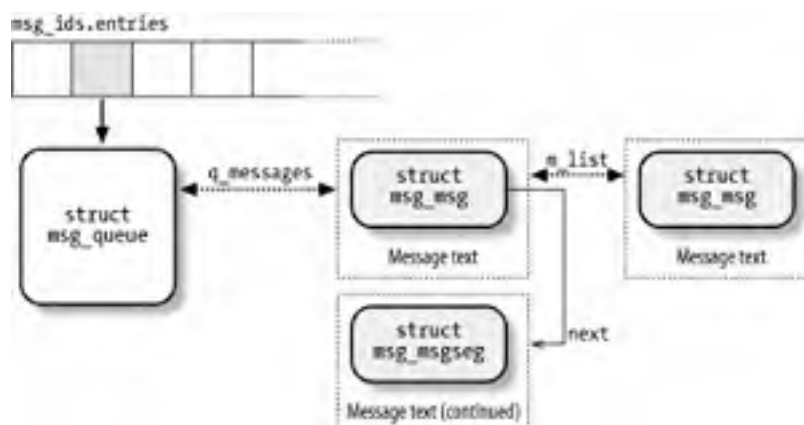 msg_ids.entries
struct
msg_queue
q_messages
struct
msg_msg
Message text
m_list
struct
msg_msg
Message text
next
struct
msg_msgseg
Message text (continued)